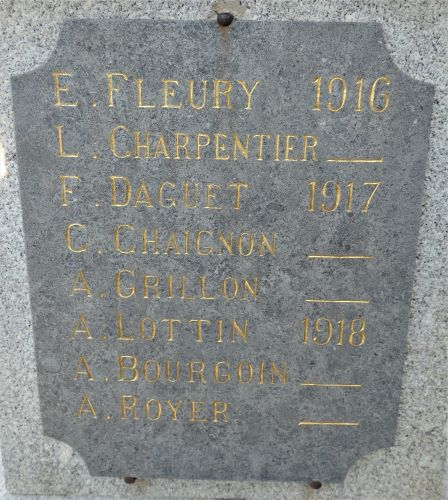 E. FLEURY 1916
L. CHARPENTIER ___
F. DAGUET 1917
G. CHAIGNON ___
A. GRILLON ___
A. LOTTIN 1918
A. BOURGOIN ___
A. ROYER ___